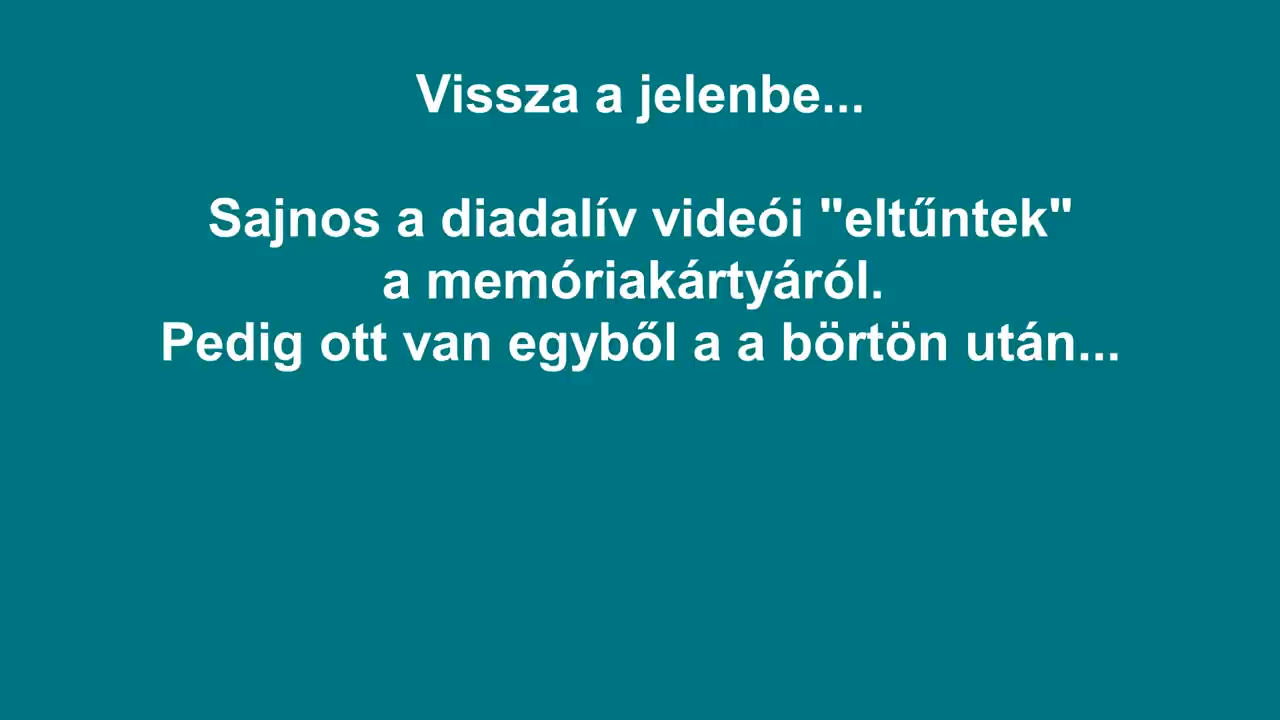 Vissza a jelenbe...
Sajnos a diadalív videói "eltűntek"
a memóriakártyáról.
Pedig ott van egyből a a börtön után...